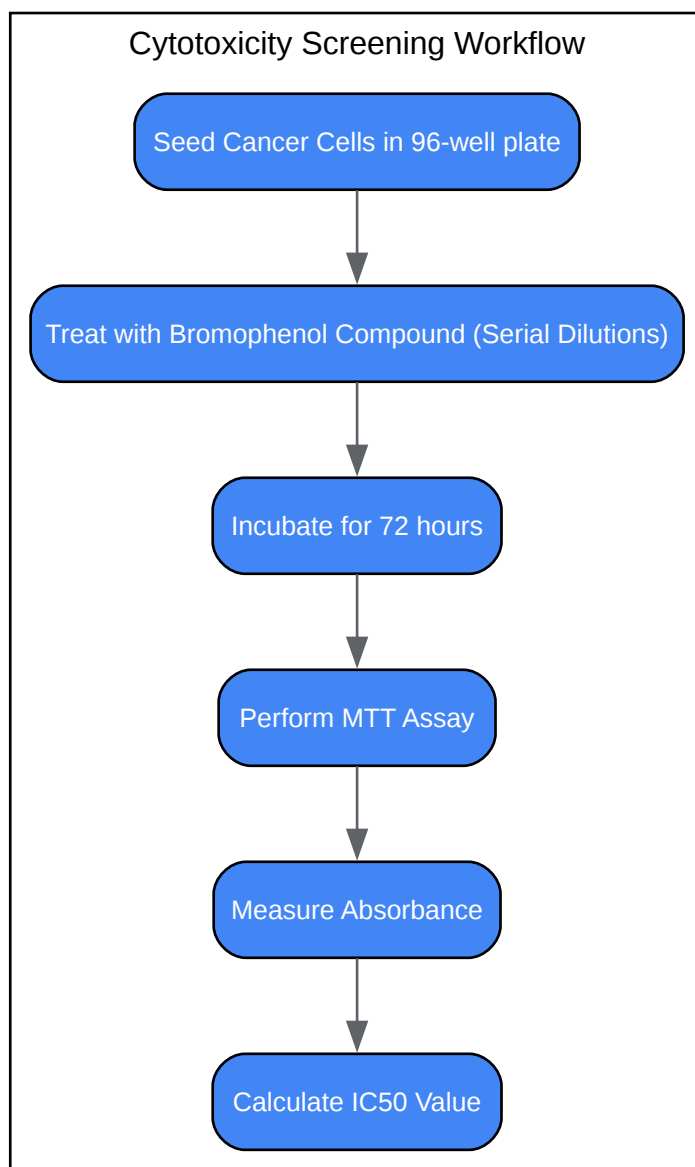 Cytotoxicity Screening Workflow
Seed Cancer Cells in 96-well plate
Treat with Bromophenol Compound (Serial Dilutions)
Incubate for 72 hours
Perform MTT Assay
Measure Absorbance
Calculate IC50 Value